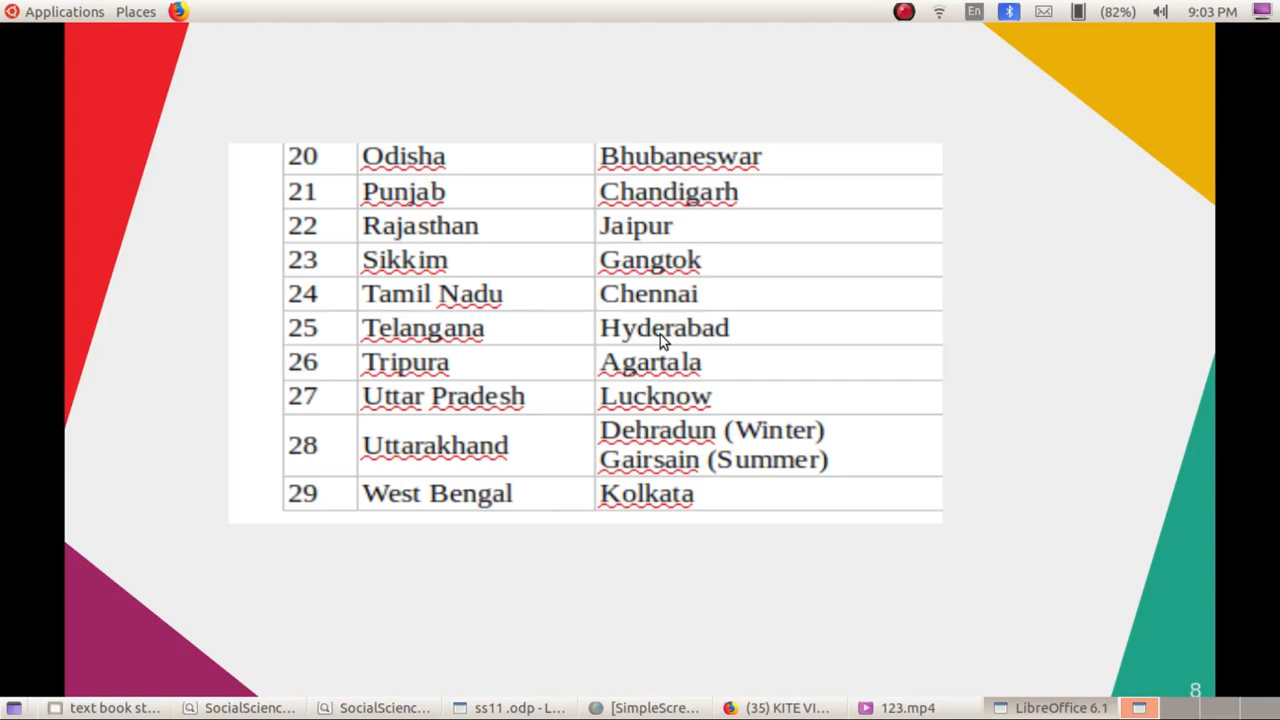 Applications Places En (82%) 9:03 PM
20 Odisha Bhubaneswar
21 Punjab Chandigarh
22 Rajasthan Jaipur
23 Sikkim Gangtok
24 Tamil Nadu Chennai
25 Telangana Hyderabad
26 Tripura Agartala
27 Uttar Pradesh Lucknow
28 Uttarakhand Dehradun (Winter)
Gairsain (Summer)
29 West Bengal Kolkata
8
text book st... SocialScienc... SocialScienc... ss11 .odp - L... [SimpleScre... (35) KITE VI... 123.mp4 LibreOffice 6.1